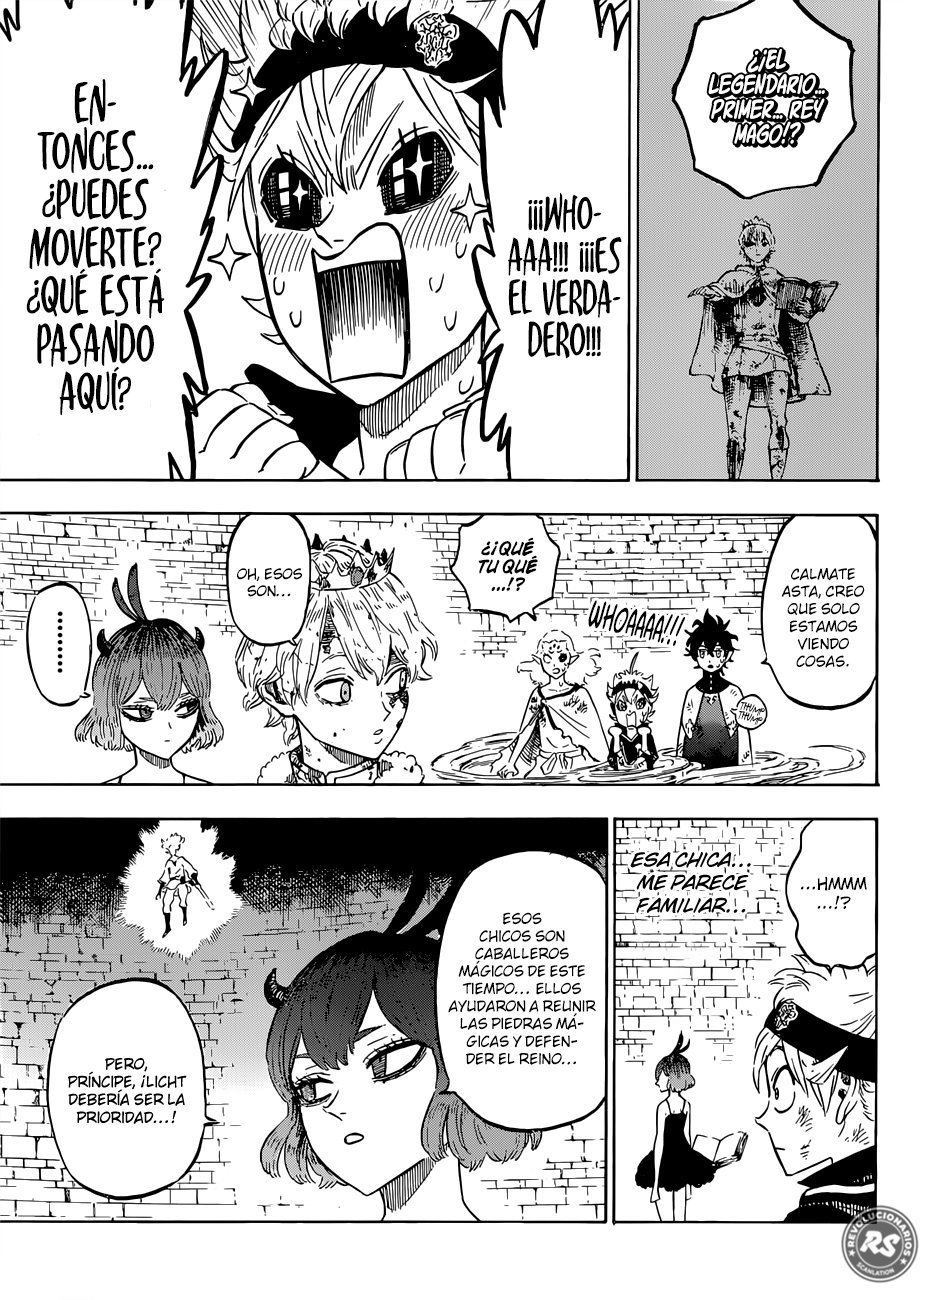 ¿¡EL
LEGENDARIO...
PRIMER... REY
MAGO!?
¡¡¡WHO-
AAA!!! ¡¡¡ES
EL VERDA-
DERO!!!
EN-
TONCES...
¿PUEDES
MOVERTE?
¿QUÉ ESTÁ
PASANDO
AQUÍ?
CALMATE
ASTA, CREO
QUE SOLO
ESTAMOS
VIENDO
COSAS.
THUMP
THUMP
WHOAAAA!!!
¿¡QUÉ
TU QUÉ
...!?
OH, ESOS
SON...
........
...HMMM
...!?
ESA CHICA...
ME PARECE
FAMILIAR...
ESOS
CHICOS SON
CABALLEROS
MÁGICOS DE ESTE
TIEMPO... ELLOS
AYUDARON A REUNIR
LAS PIEDRAS MÁ-
GICAS Y DEFEN-
DER EL REINO...
PERO,
PRÍNCIPE, ¡LICHT
DEBERÍA SER LA
PRIORIDAD...!
REVOLUCIONARIOS
RS
SCANLATION